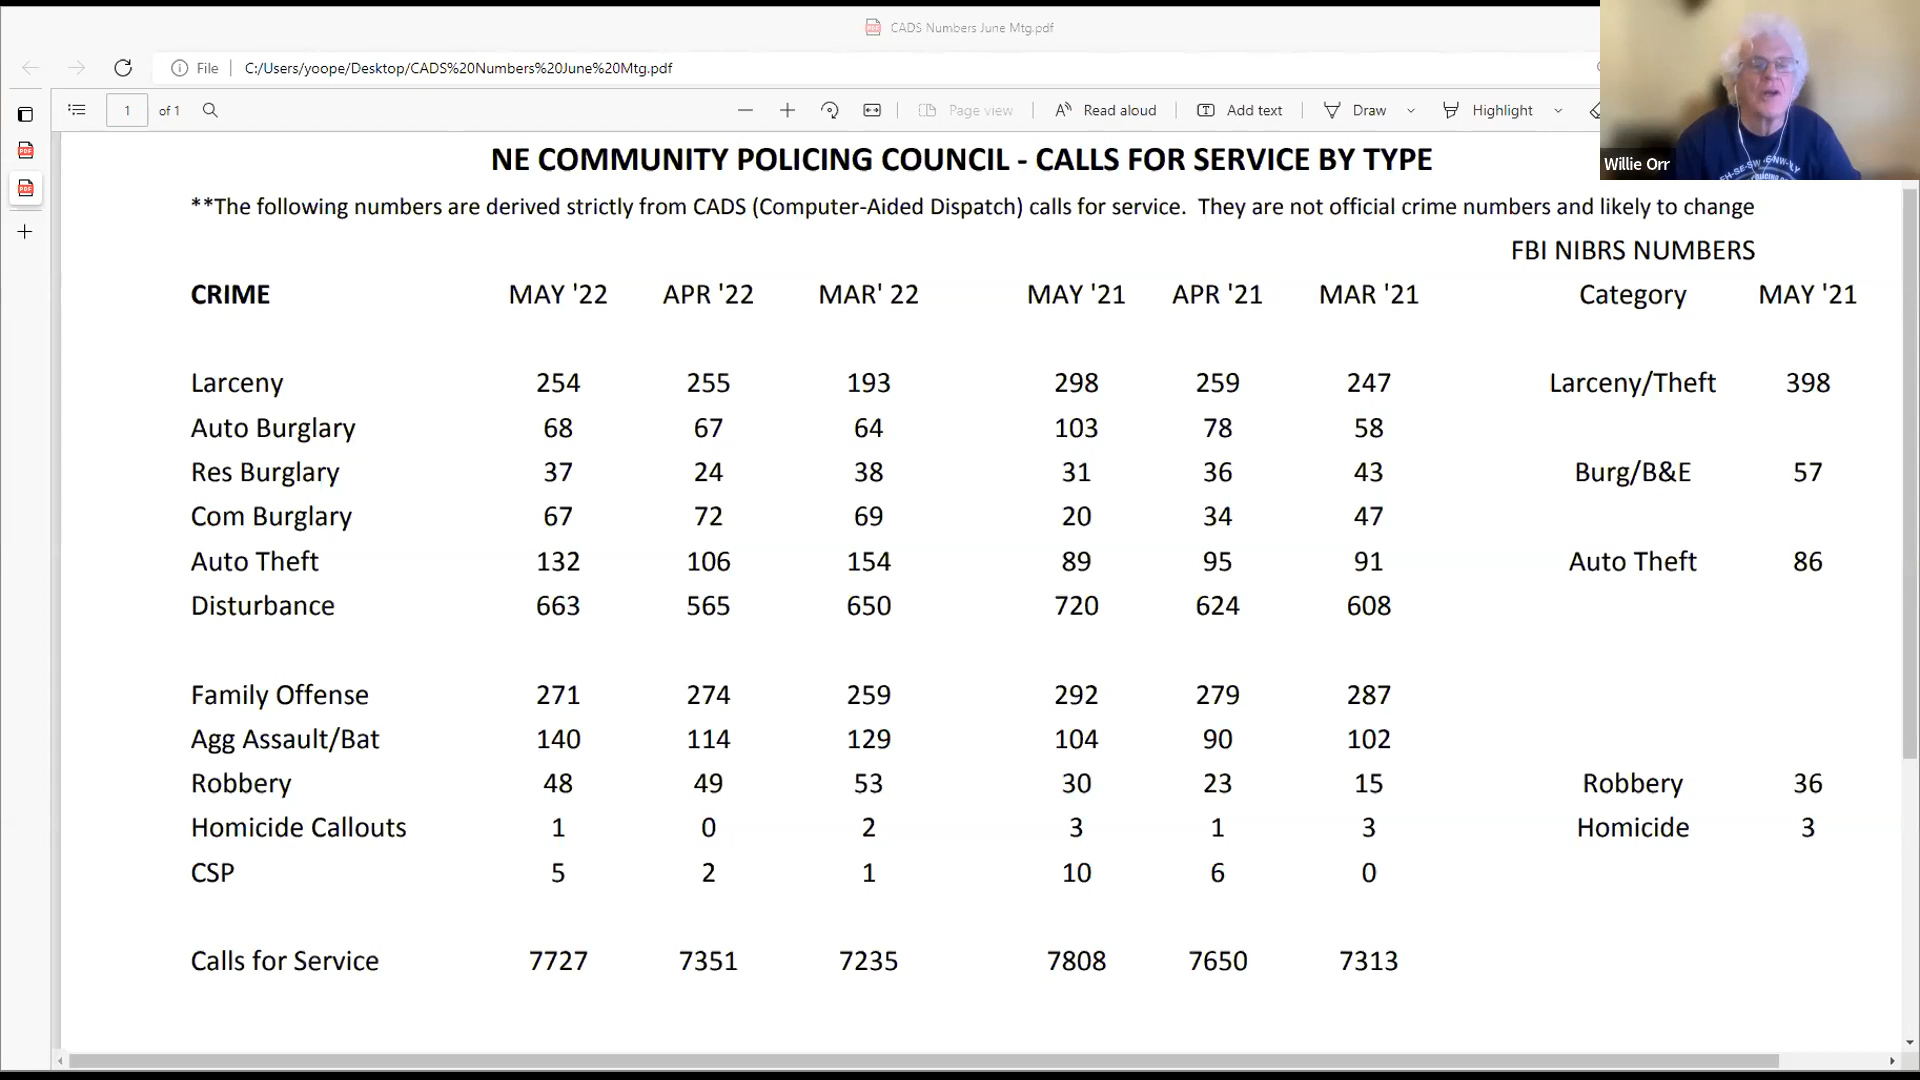 CADS Numbers June Mtg.pdf
File C:/Users/yoope/Desktop/CADS%20Numbers%20June%20Mtg.pdf
1 of 1 Page view Read aloud Add text Draw Highlight
Willie Orr
NE COMMUNITY POLICING COUNCIL - CALLS FOR SERVICE BY TYPE
**The following numbers are derived strictly from CADS (Computer-Aided Dispatch) calls for service. They are not official crime numbers and likely to change
FBI NIBRS NUMBERS
CRIME MAY '22 APR '22 MAR' 22 MAY '21 APR '21 MAR '21 Category MAY '21
Larceny 254 255 193 298 259 247 Larceny/Theft 398
Auto Burglary 68 67 64 103 78 58
Res Burglary 37 24 38 31 36 43 Burg/B&E 57
Com Burglary 67 72 69 20 34 47
Auto Theft 132 106 154 89 95 91 Auto Theft 86
Disturbance 663 565 650 720 624 608
Family Offense 271 274 259 292 279 287
Agg Assault/Bat 140 114 129 104 90 102
Robbery 48 49 53 30 23 15 Robbery 36
Homicide Callouts 1 0 2 3 1 3 Homicide 3
CSP 5 2 1 10 6 0
Calls for Service 7727 7351 7235 7808 7650 7313